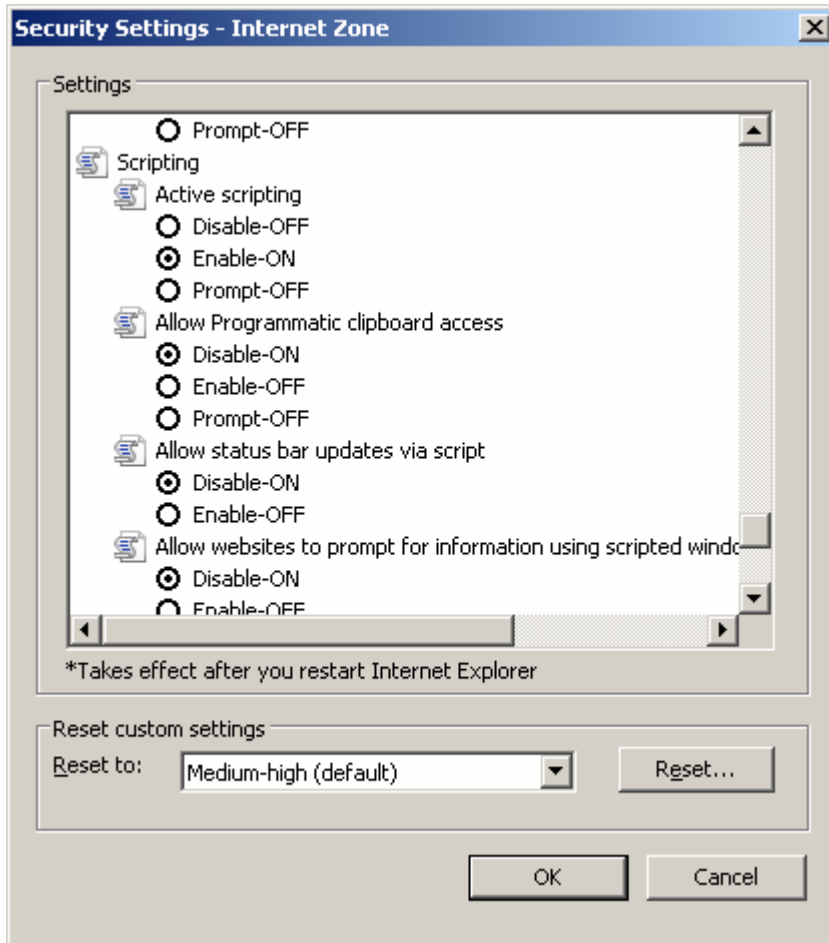 Security Settings - Internet Zone
Settings
Prompt-OFF
Scripting
Active scripting
Disable-OFF
Enable-ON
Prompt-OFF
Allow Programmatic clipboard access
Disable-ON
Enable-OFF
Prompt-OFF
Allow status bar updates via script
Disable-ON
Enable-OFF
Allow websites to prompt for information using scripted windo
Disable-ON
Enable-OFF
*Takes effect after you restart Internet Explorer
Reset custom settings
Reset to: Medium-high (default) Reset...
OK Cancel